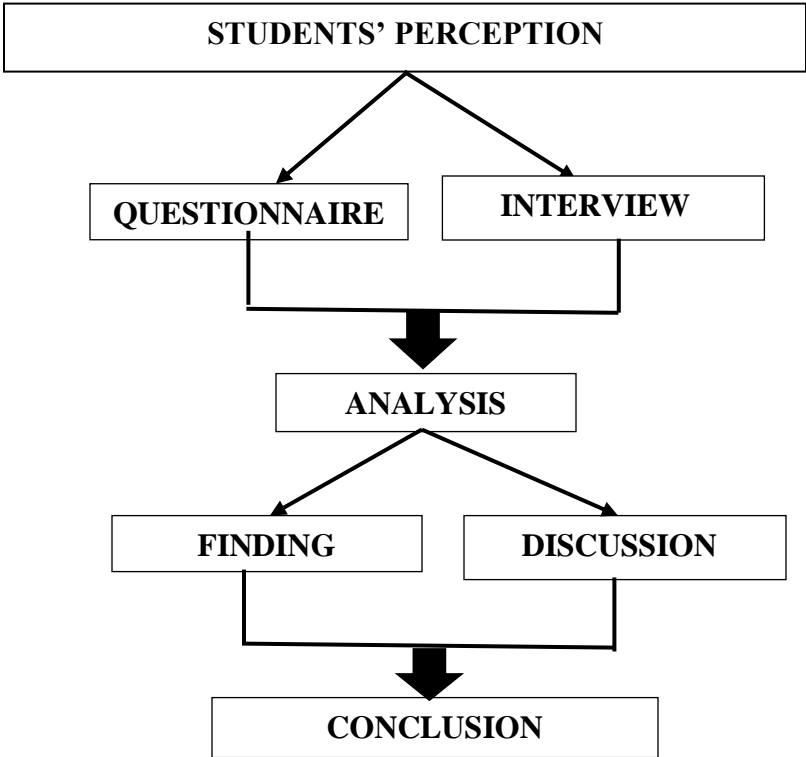 STUDENTS’ PERCEPTION
QUESTIONNAIRE
INTERVIEW
ANALYSIS
FINDING
DISCUSSION
CONCLUSION